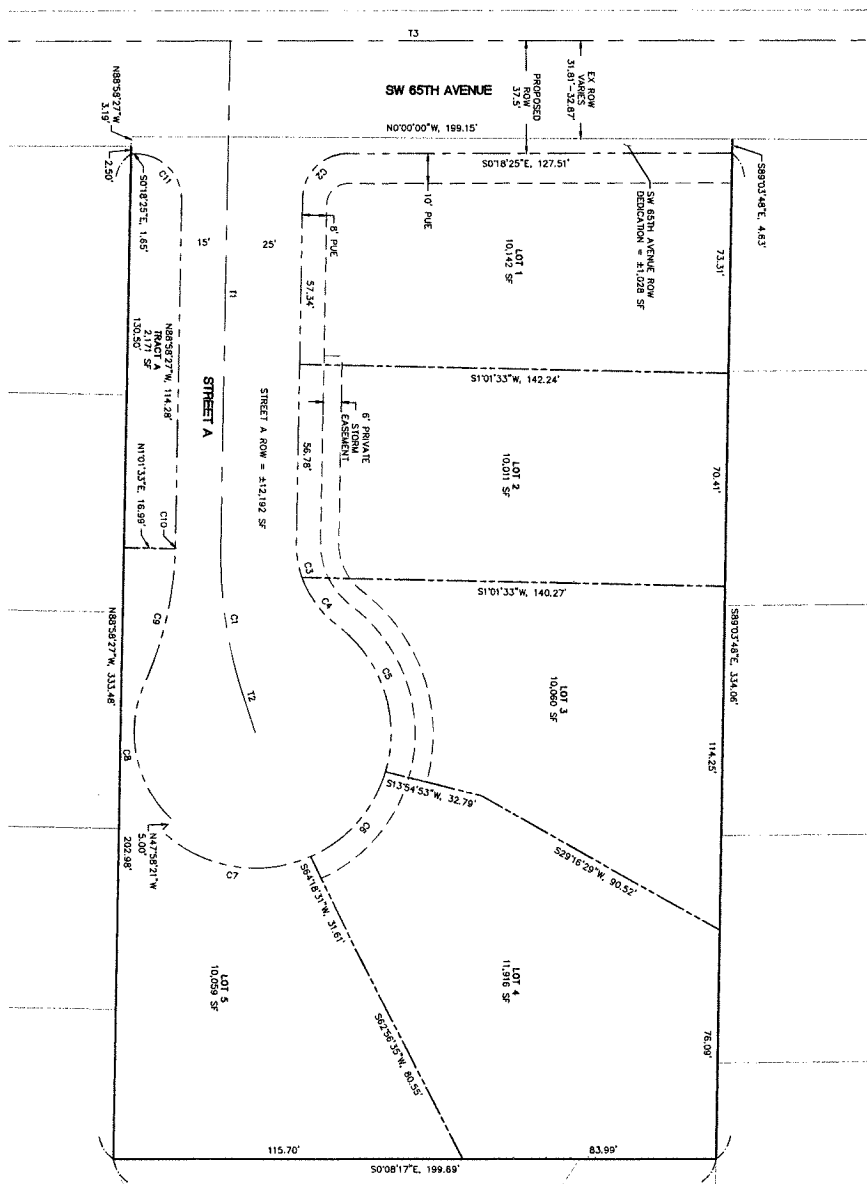 T3
SW 65TH AVENUE
EX ROW
VARIES
31.81'-32.87'
PROPOSED
ROW
37.5'
N88°58'27"W
3.19'
N0°00'00"W, 199.15'
S0°18'25"E, 127.51'
S89°03'48"E, 4.63'
2.50'
C11
C2
10' PUE
SW 65TH AVENUE ROW
DEDICATION = ±1,028 SF
S0°18'25"E, 1.65'
15'
25'
8' PUE
LOT 1
10,142 SF
73.31'
T1
57.34'
N88°58'27"W, 114.28'
TRACT A
2,171 SF
130.50'
S1°01'33"W, 142.24'
STREET A
STREET A ROW = ±12,192 SF
6' PRIVATE
STORM
EASEMENT
56.78'
LOT 2
10,011 SF
70.41'
N1°01'33"E, 16.99'
C10
C3
S1°01'33"W, 140.27'
C9
C1
C4
N88°58'27"W, 333.48'
S89°03'48"E, 334.06'
T2
C5
LOT 3
10,060 SF
114.25'
C8
S13°54'53"W, 32.79'
N47°58'21"W
5.00'
202.98'
C6
C7
S29°16'29"W, 90.52'
S64°18'31"W, 31.61'
LOT 5
10,059 SF
LOT 4
11,916 SF
S62°56'35"W, 80.55'
76.09'
115.70'
83.99'
S0°08'17"E, 199.69'